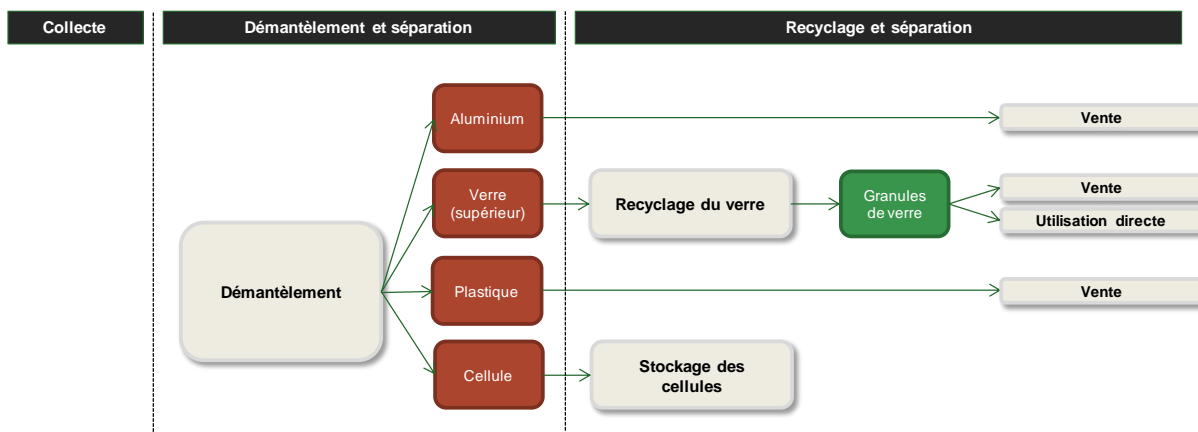 Collecte
Démantèlement et séparation
Recyclage et séparation
Aluminium
Vente
Verre
(supérieur)
Recyclage du verre
Granules
de verre
Vente
Utilisation directe
Démantèlement
Plastique
Vente
Cellule
Stockage des
cellules